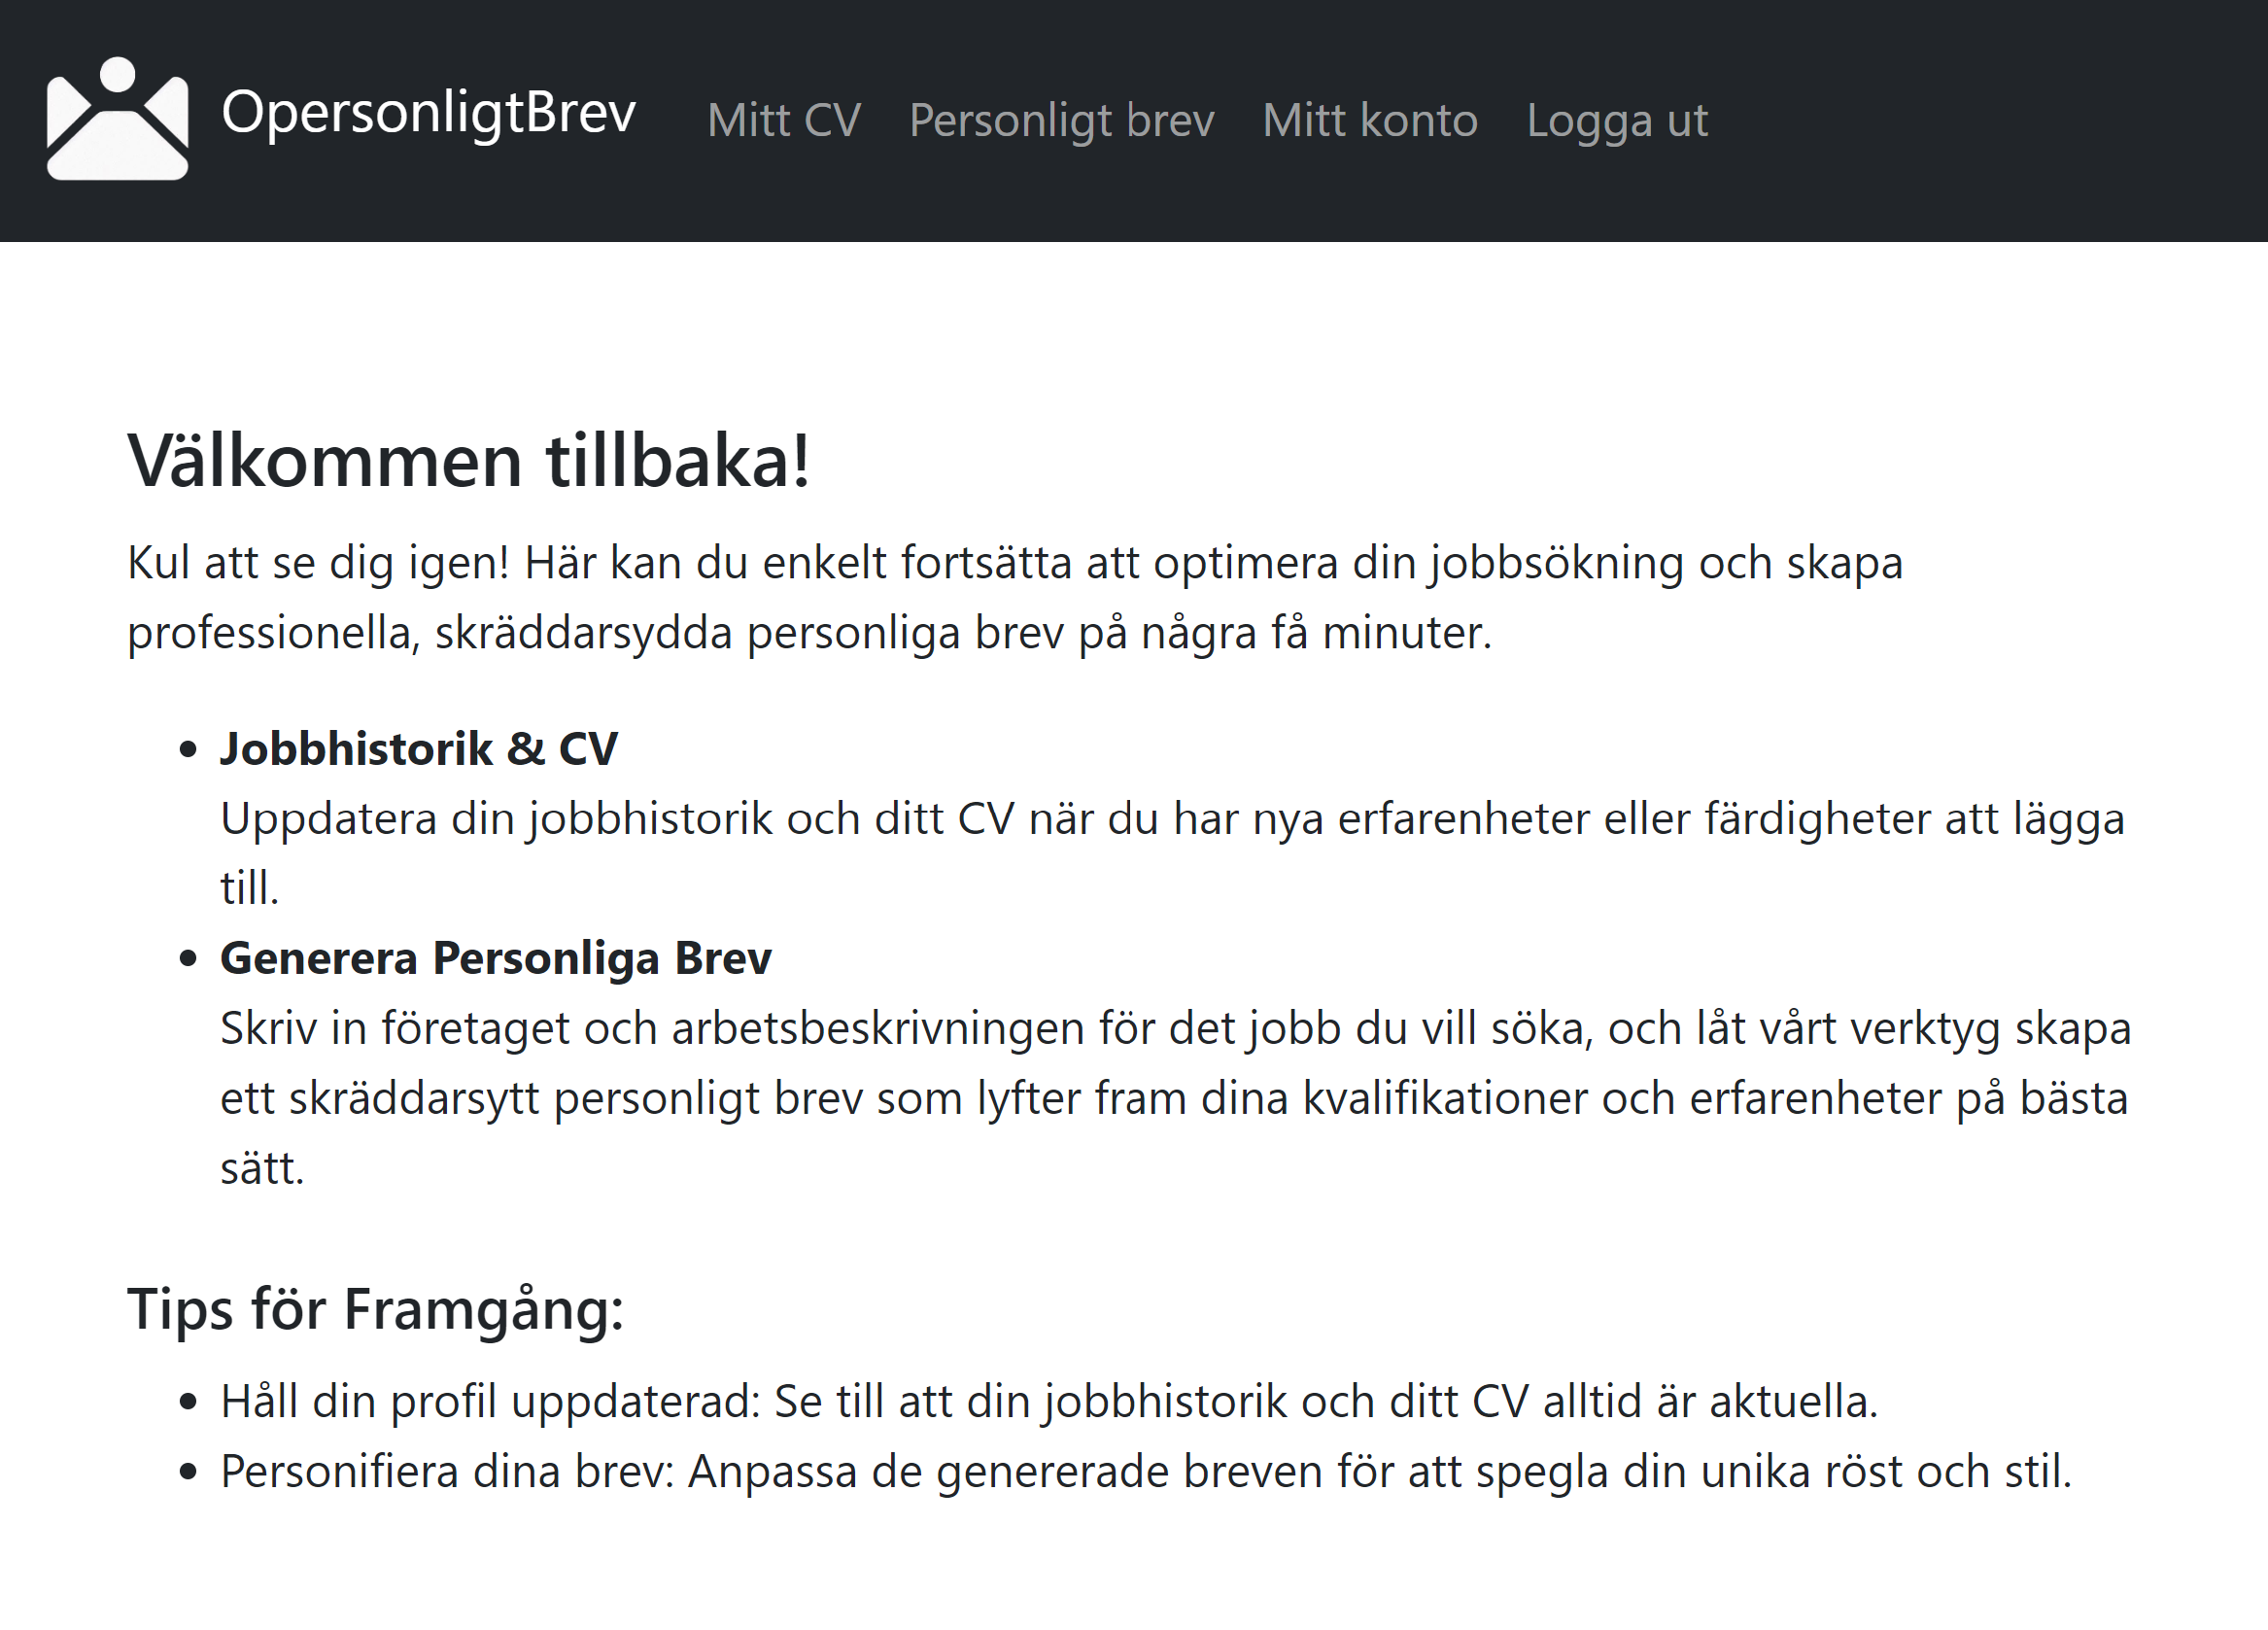 OpersonligtBrev Mitt CV Personligt brev Mitt konto Logga ut
Välkommen tillbaka!
Kul att se dig igen! Här kan du enkelt fortsätta att optimera din jobbsökning och skapa
professionella, skräddarsydda personliga brev på några få minuter.
• Jobbhistorik & CV
Uppdatera din jobbhistorik och ditt CV när du har nya erfarenheter eller färdigheter att lägga
till.
• Generera Personliga Brev
Skriv in företaget och arbetsbeskrivningen för det jobb du vill söka, och låt vårt verktyg skapa
ett skräddarsytt personligt brev som lyfter fram dina kvalifikationer och erfarenheter på bästa
sätt.
Tips för Framgång:
• Håll din profil uppdaterad: Se till att din jobbhistorik och ditt CV alltid är aktuella.
• Personifiera dina brev: Anpassa de genererade breven för att spegla din unika röst och stil.